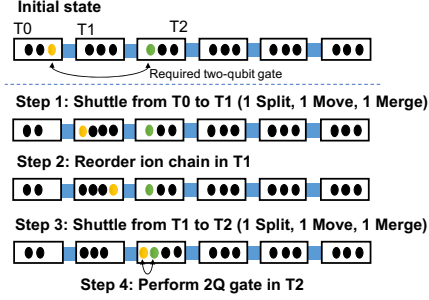 Initial state
T0 T1 T2
Required two-qubit gate
Step 1: Shuttle from T0 to T1 (1 Split, 1 Move, 1 Merge)
Step 2: Reorder ion chain in T1
Step 3: Shuttle from T1 to T2 (1 Split, 1 Move, 1 Merge)
Step 4: Perform 2Q gate in T2